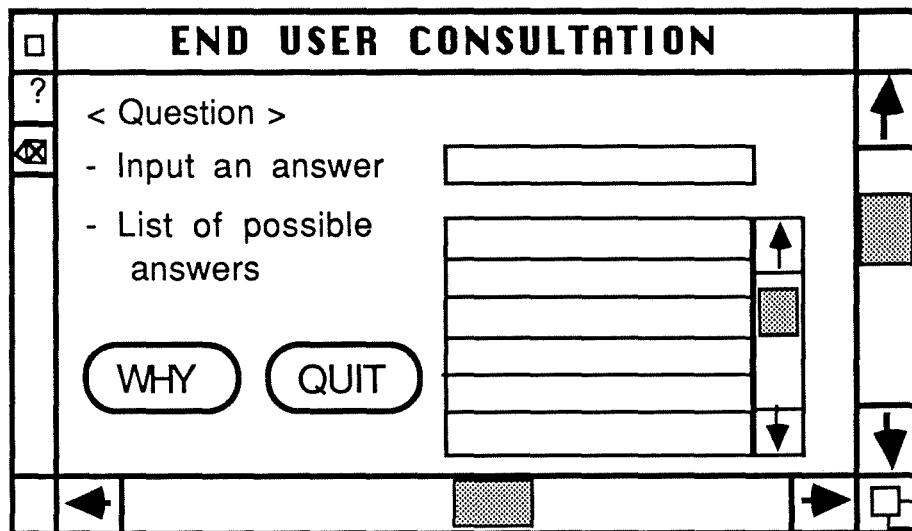 END USER CONSULTATION
?
< Question >
- Input an answer
- List of possible
answers
WHY
QUIT